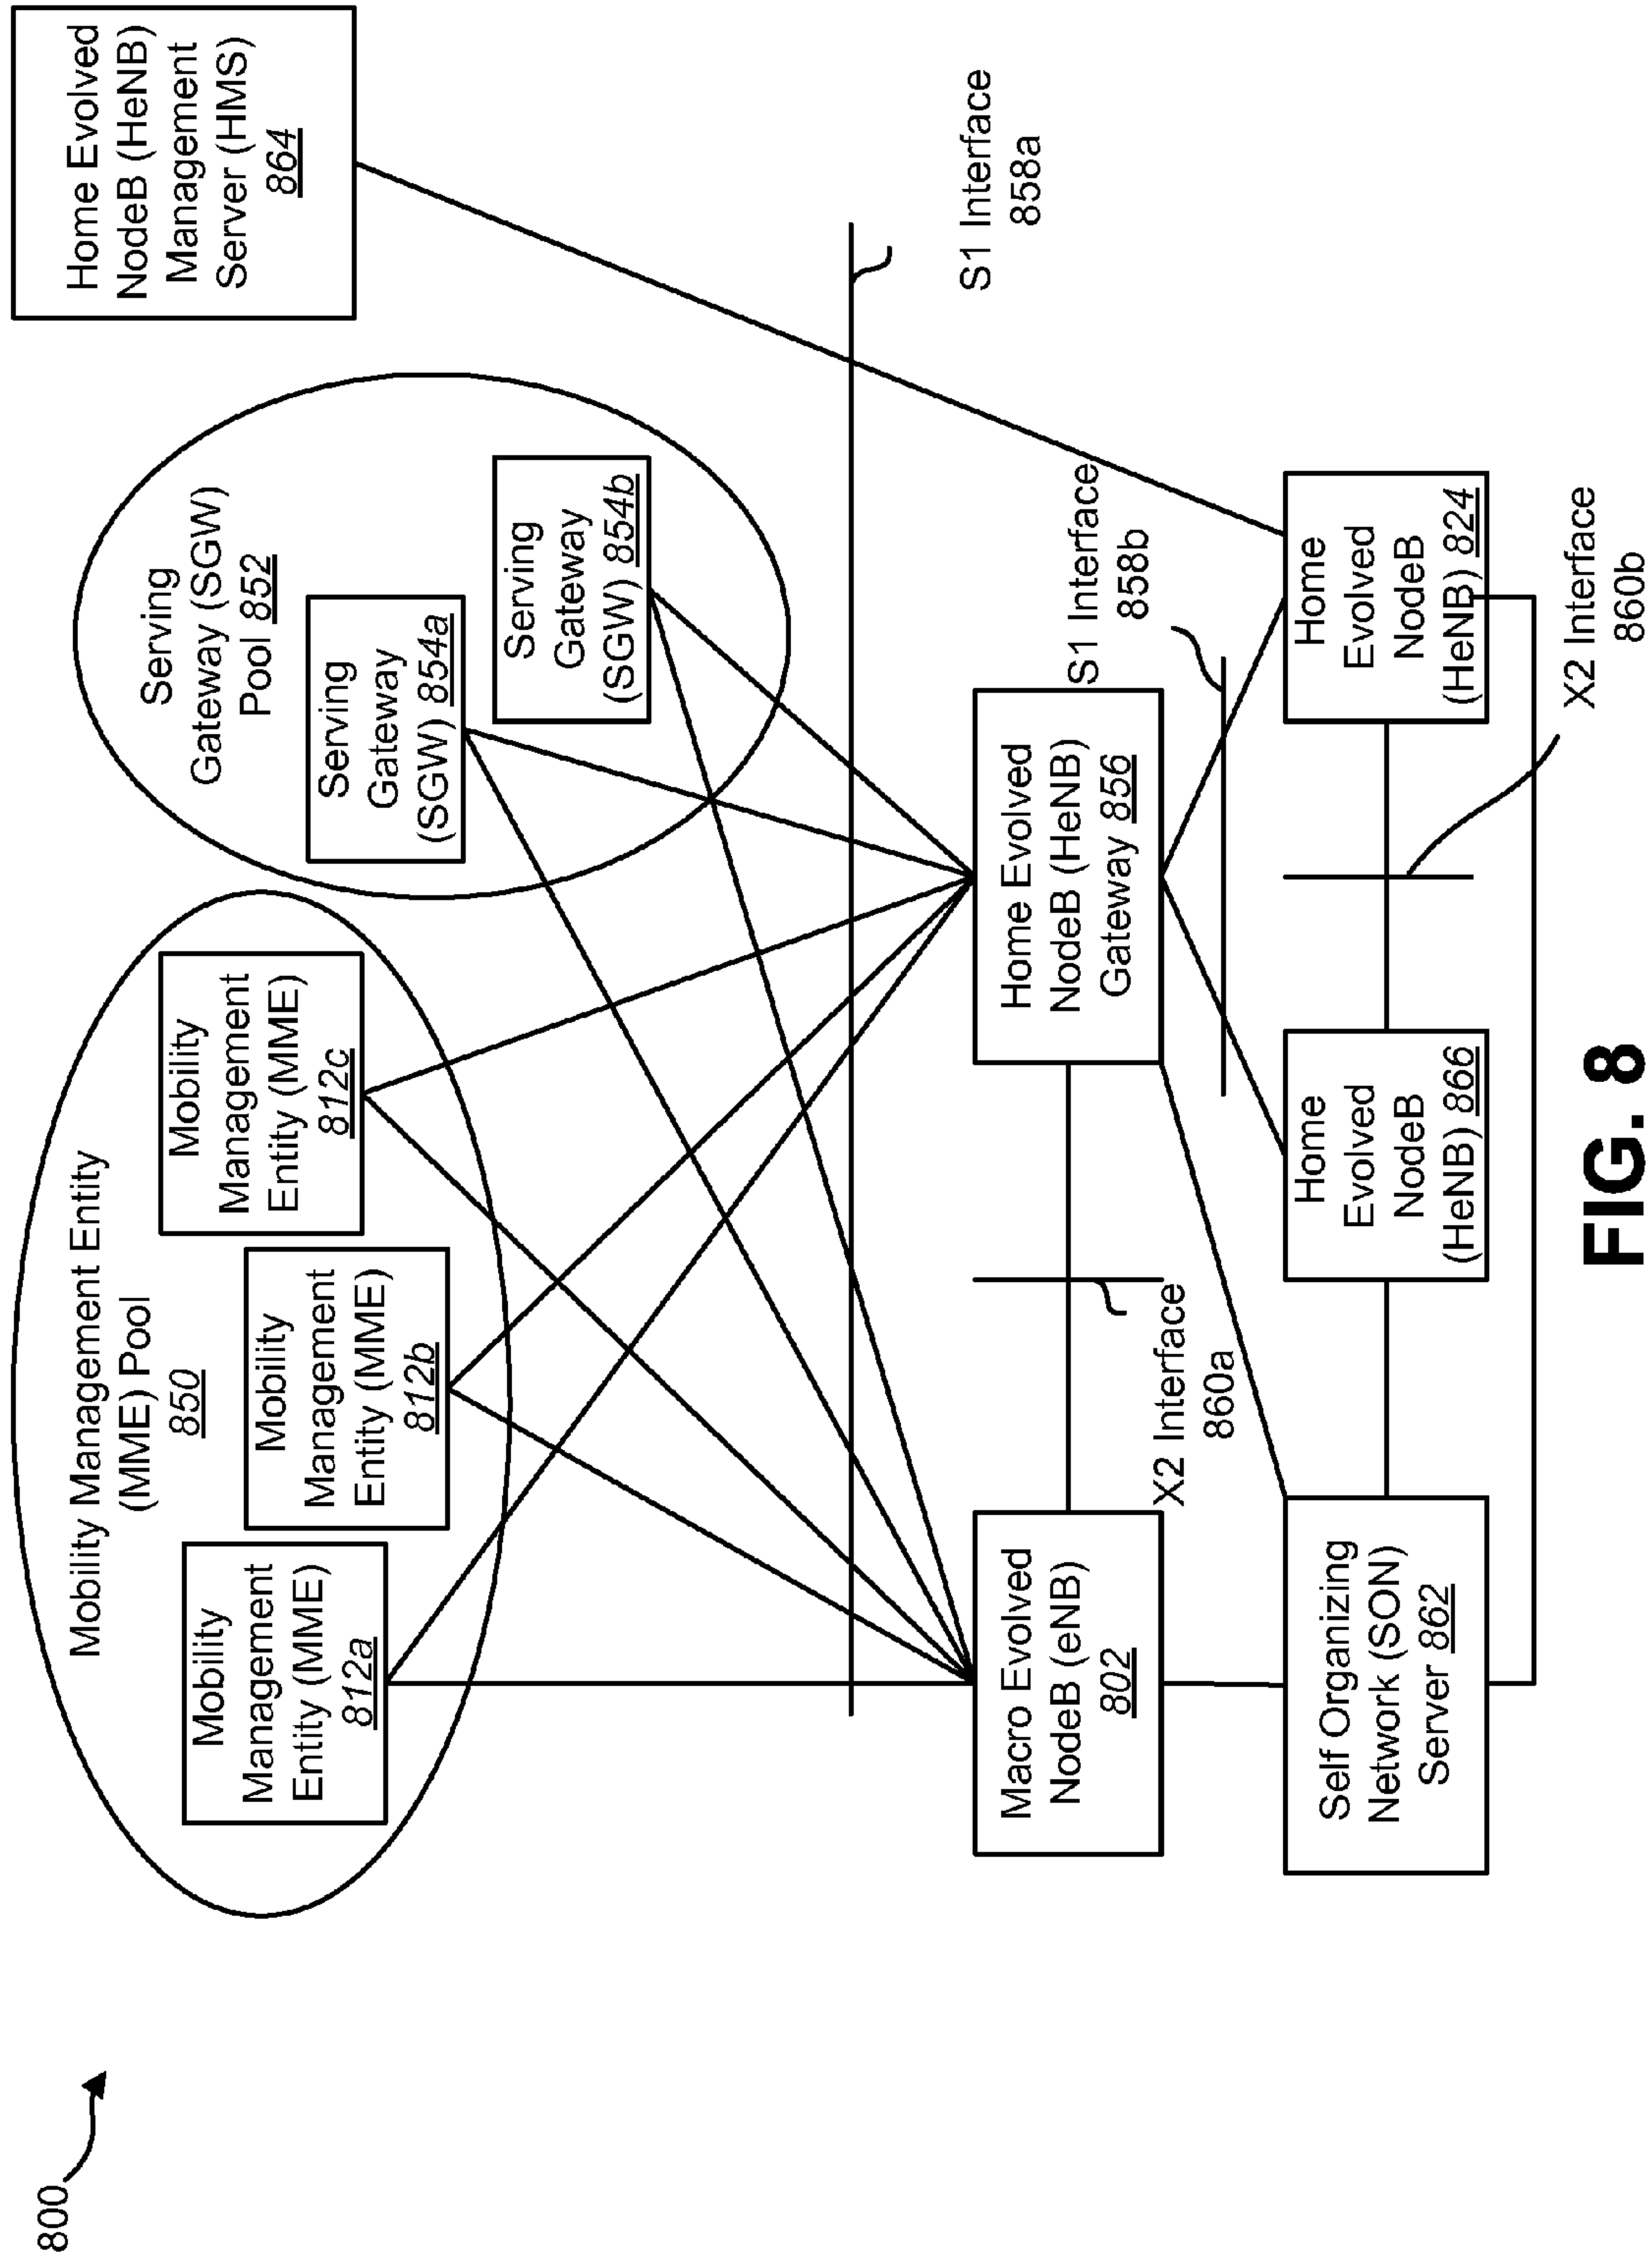 800
Mobility Management Entity
(MME) Pool
850
Mobility
Management
Entity (MME)
812a
Mobility
Management
Entity (MME)
812b
Mobility
Management
Entity (MME)
812c
Serving
Gateway (SGW)
Pool 852
Serving
Gateway
(SGW) 854a
Serving
Gateway
(SGW) 854b
Home Evolved
NodeB (HeNB)
Management
Server (HMS)
864
S1 Interface
858a
Macro Evolved
NodeB (eNB)
802
X2 Interface
860a
Home Evolved
NodeB (HeNB)
Gateway 856
S1 Interface
858b
Self Organizing
Network (SON)
Server 862
Home
Evolved
NodeB
(HeNB) 866
Home
Evolved
NodeB
(HeNB) 824
X2 Interface
860b
FIG. 8